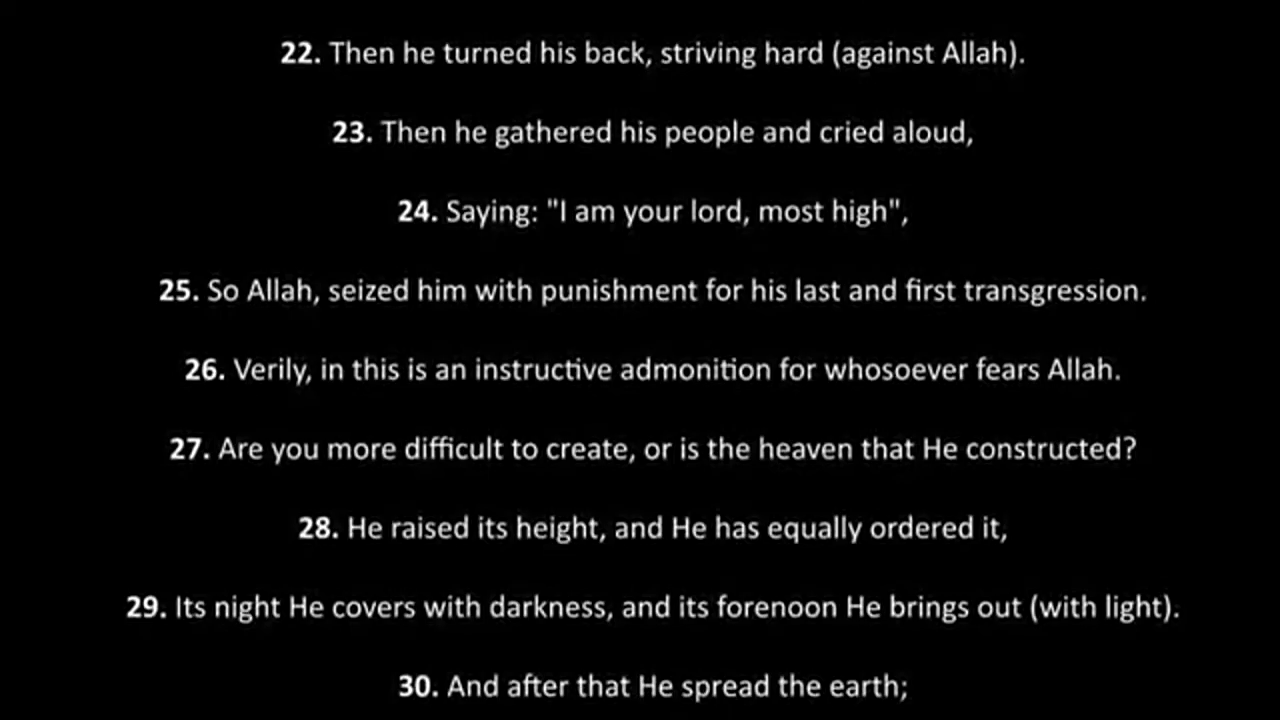 22. Then he turned his back, striving hard (against Allah).
23. Then he gathered his people and cried aloud,
24. Saying: "I am your lord, most high",
25. So Allah, seized him with punishment for his last and first transgression.
26. Verily, in this is an instructive admonition for whosoever fears Allah.
27. Are you more difficult to create, or is the heaven that He constructed?
28. He raised its height, and He has equally ordered it,
29. Its night He covers with darkness, and its forenoon He brings out (with light).
30. And after that He spread the earth;